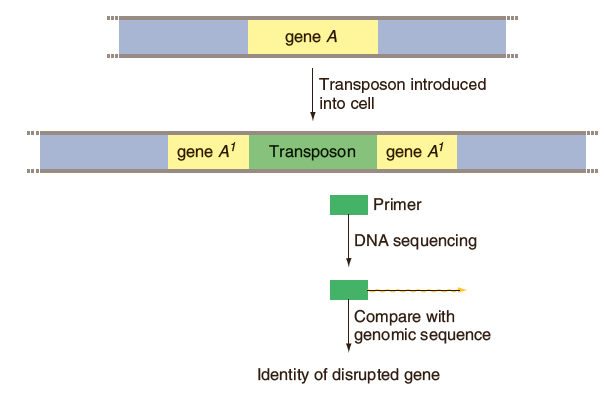 gene A
Transposon introduced
into cell
gene A¹ Transposon gene A¹
Primer
DNA sequencing
Compare with
genomic sequence
Identity of disrupted gene